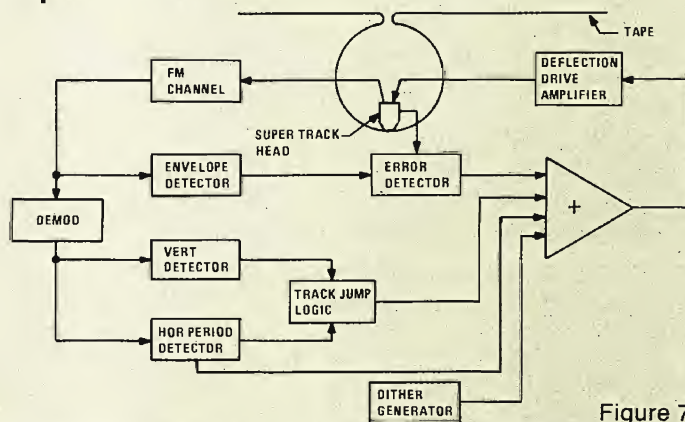 TAPE
FM
CHANNEL
DEFLECTION
DRIVE
AMPLIFIER
SUPER TRACK
HEAD
ENVELOPE
DETECTOR
ERROR
DETECTOR
DEMOD
+
VERT
DETECTOR
TRACK JUMP
LOGIC
HOR PERIOD
DETECTOR
DITHER
GENERATOR
Figure 7